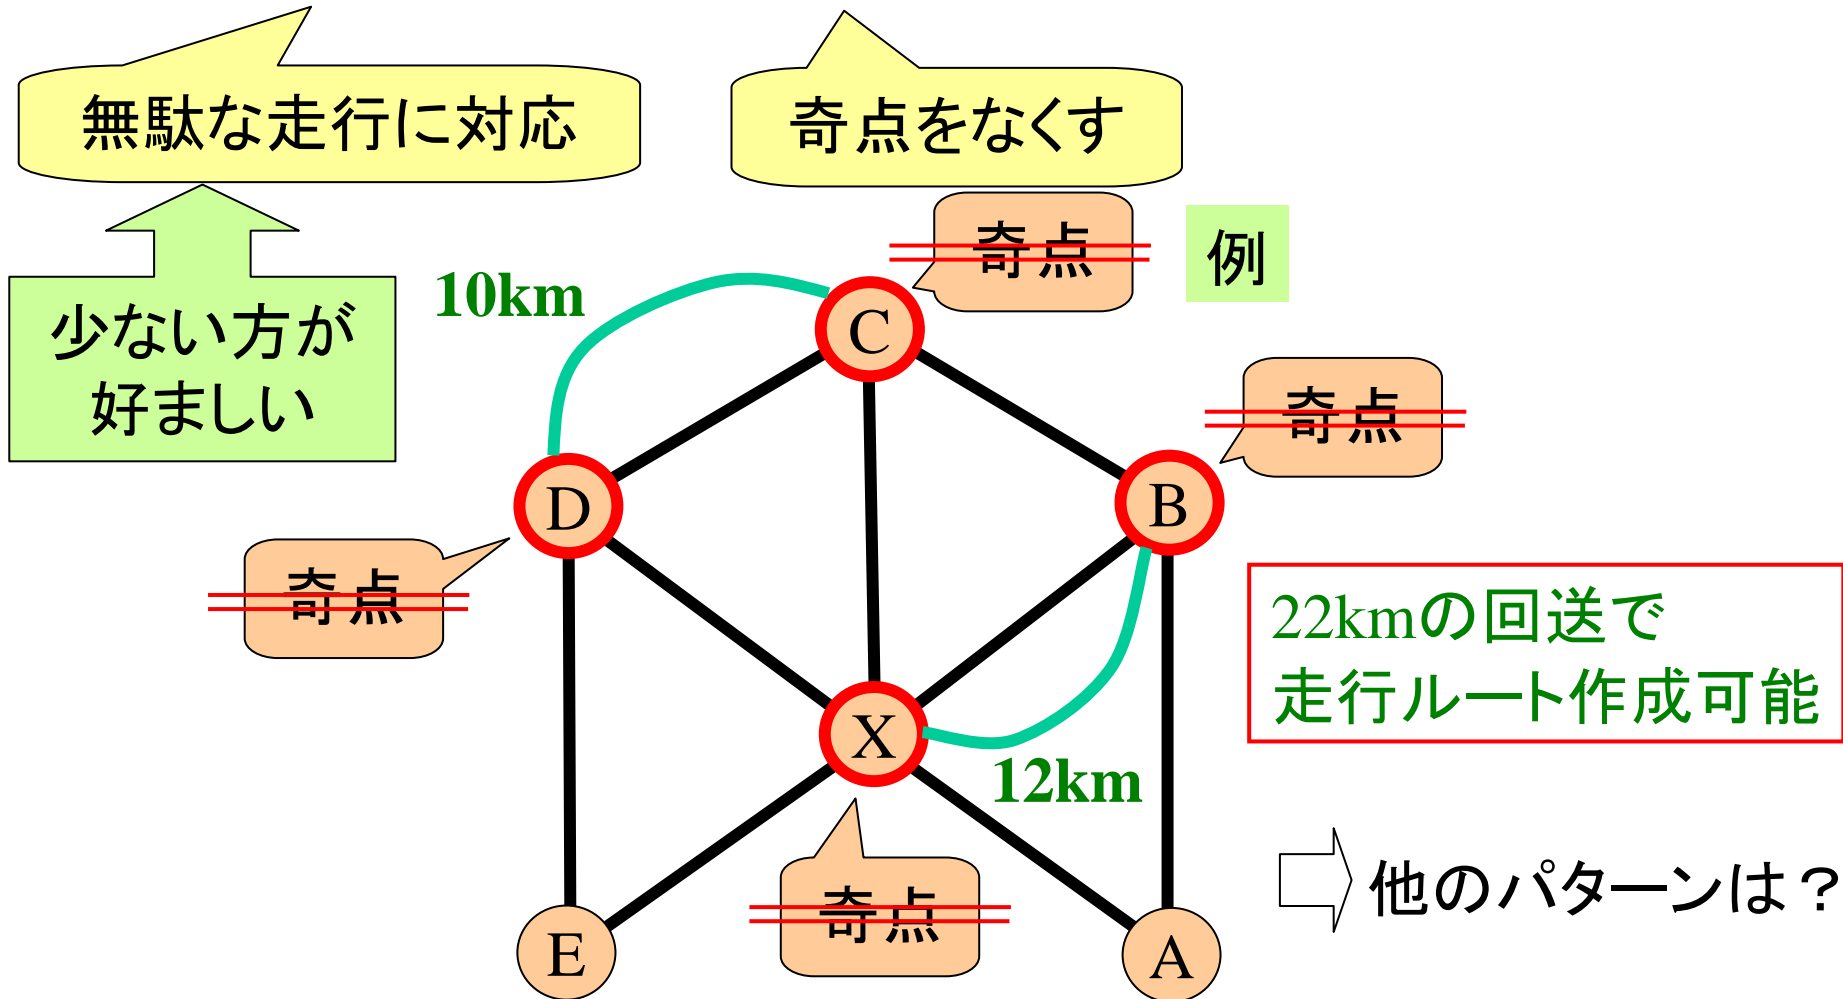 無駄な走行に対応
奇点をなくす
少ない方が
好ましい
10km
奇点
例
C
奇点
D
B
奇点
22kmの回送で
走行ルート作成可能
X
12km
奇点
他のパターンは？
E
A